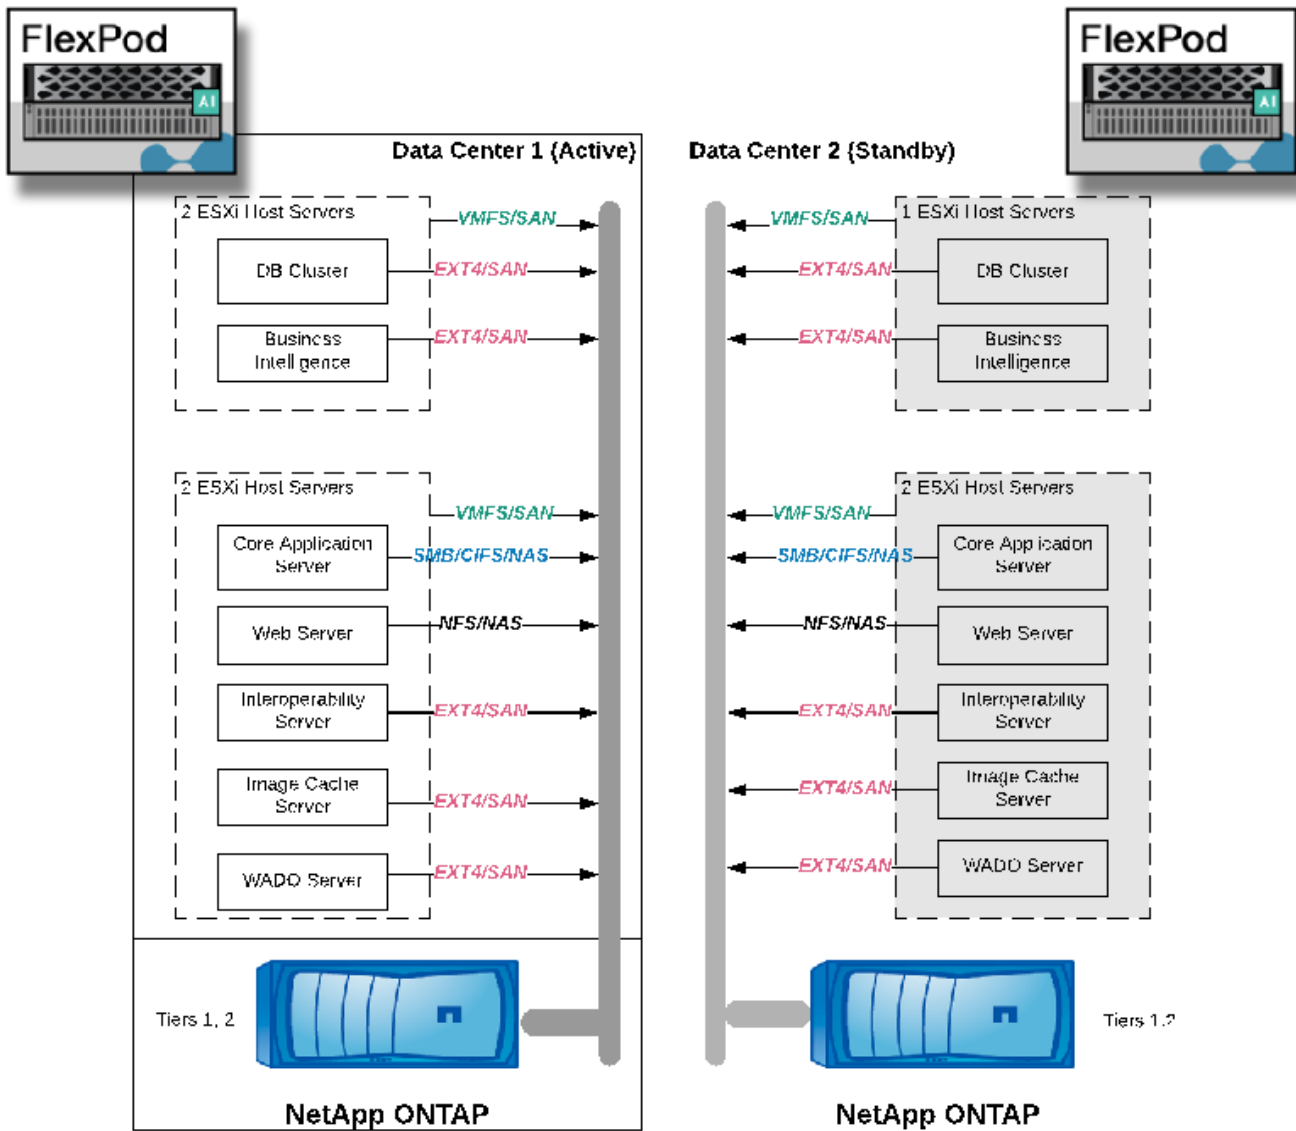 FlexPod
AI
FlexPod
AI
Data Center 1 (Active)
2 ESXi Host Servers
VMFS/SAN
DB Cluster
EXT4/SAN
Business
Intelligence
EXT4/SAN
2 ESXi Host Servers
VMFS/SAN
Core Application
Server
SMB/CIFS/NAS
Web Server
NFS/NAS
Interoperability
Server
EXT4/SAN
Image Cache
Server
EXT4/SAN
WADO Server
EXT4/SAN
Tiers 1, 2
NetApp ONTAP
Data Center 2 (Standby)
VMFS/SAN
1 ESXi Host Servers
EXT4/SAN
DB Cluster
EXT4/SAN
Business
Intelligence
VMFS/SAN
2 ESXi Host Servers
SMB/CIFS/NAS
Core Application
Server
NFS/NAS
Web Server
EXT4/SAN
Interoperability
Server
EXT4/SAN
Image Cache
Server
EXT4/SAN
WADO Server
Tiers 1,2
NetApp ONTAP